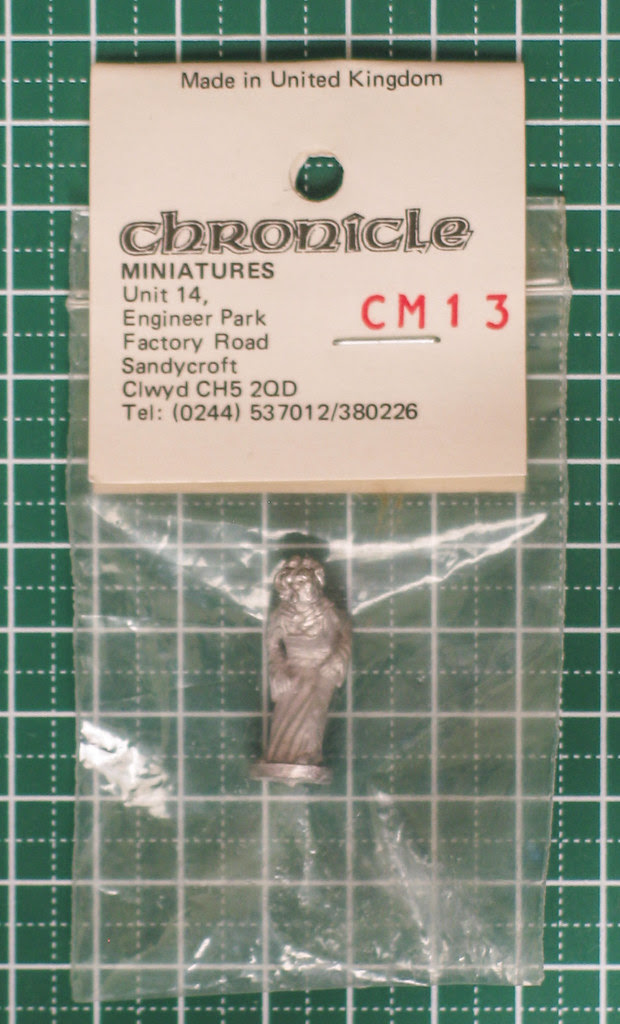 Made in United Kingdom
chronicle
MINIATURES
Unit 14,
Engineer Park
Factory Road
Sandycroft
Clwyd CH5 2QD
Tel: (0244) 537012/380226
CM13